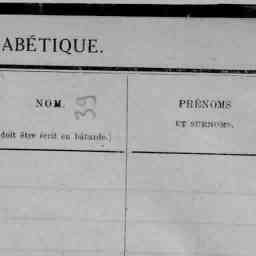 ABÉTIQUE.
NOM.
39
doit être écrit en bâtarde.)
PRÉNOMS
ET SURNOMS.